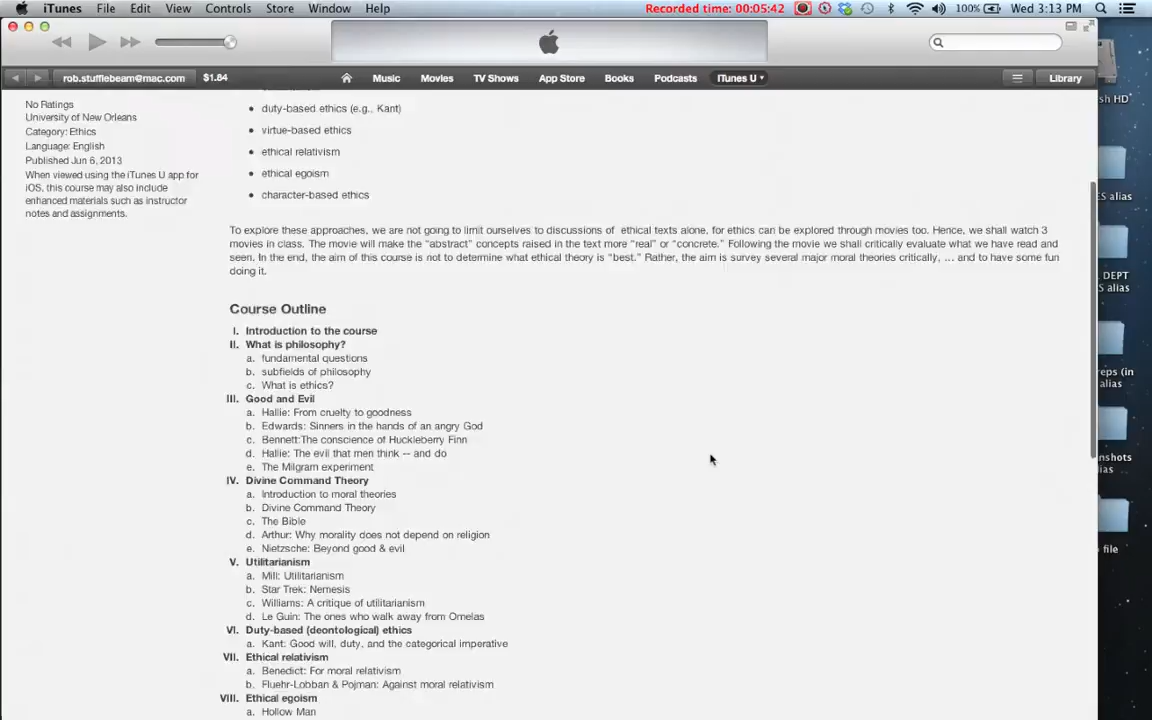 iTunes File Edit View Controls Store Window Help Recorded time: 00:05:42 100% Wed 3:13 PM
rob.stufflebeam@mac.com $1.84 Music Movies TV Shows App Store Books Podcasts iTunes U Library
sh HD
No Ratings
University of New Orleans
Category: Ethics
Language: English
Published Jun 6, 2013
When viewed using the iTunes U app for
iOS, this course may also include
enhanced materials such as instructor
notes and assignments.
• duty-based ethics (e.g., Kant)
• virtue-based ethics
• ethical relativism
• ethical egoism
• character-based ethics
To explore these approaches, we are not going to limit ourselves to discussions of ethical texts alone, for ethics can be explored through movies too. Hence, we shall watch 3
movies in class. The movie will make the "abstract" concepts raised in the text more "real" or "concrete." Following the movie we shall critically evaluate what we have read and
seen. In the end, the aim of this course is not to determine what ethical theory is "best." Rather, the aim is survey several major moral theories critically, ... and to have some fun
doing it.
Course Outline
I. Introduction to the course
II. What is philosophy?
a. fundamental questions
b. subfields of philosophy
c. What is ethics?
III. Good and Evil
a. Hallie: From cruelty to goodness
b. Edwards: Sinners in the hands of an angry God
c. Bennett:The conscience of Huckleberry Finn
d. Hallie: The evil that men think -- and do
e. The Milgram experiment
IV. Divine Command Theory
a. Introduction to moral theories
b. Divine Command Theory
c. The Bible
d. Arthur: Why morality does not depend on religion
e. Nietzsche: Beyond good & evil
V. Utilitarianism
a. Mill: Utilitarianism
b. Star Trek: Nemesis
c. Williams: A critique of utilitarianism
d. Le Guin: The ones who walk away from Omelas
VI. Duty-based (deontological) ethics
a. Kant: Good will, duty, and the categorical imperative
VII. Ethical relativism
a. Benedict: For moral relativism
b. Fluehr-Lobban & Pojman: Against moral relativism
VIII. Ethical egoism
a. Hollow Man
ES alias
DEPT
S alias
reps (in
alias
nshots
ias
file